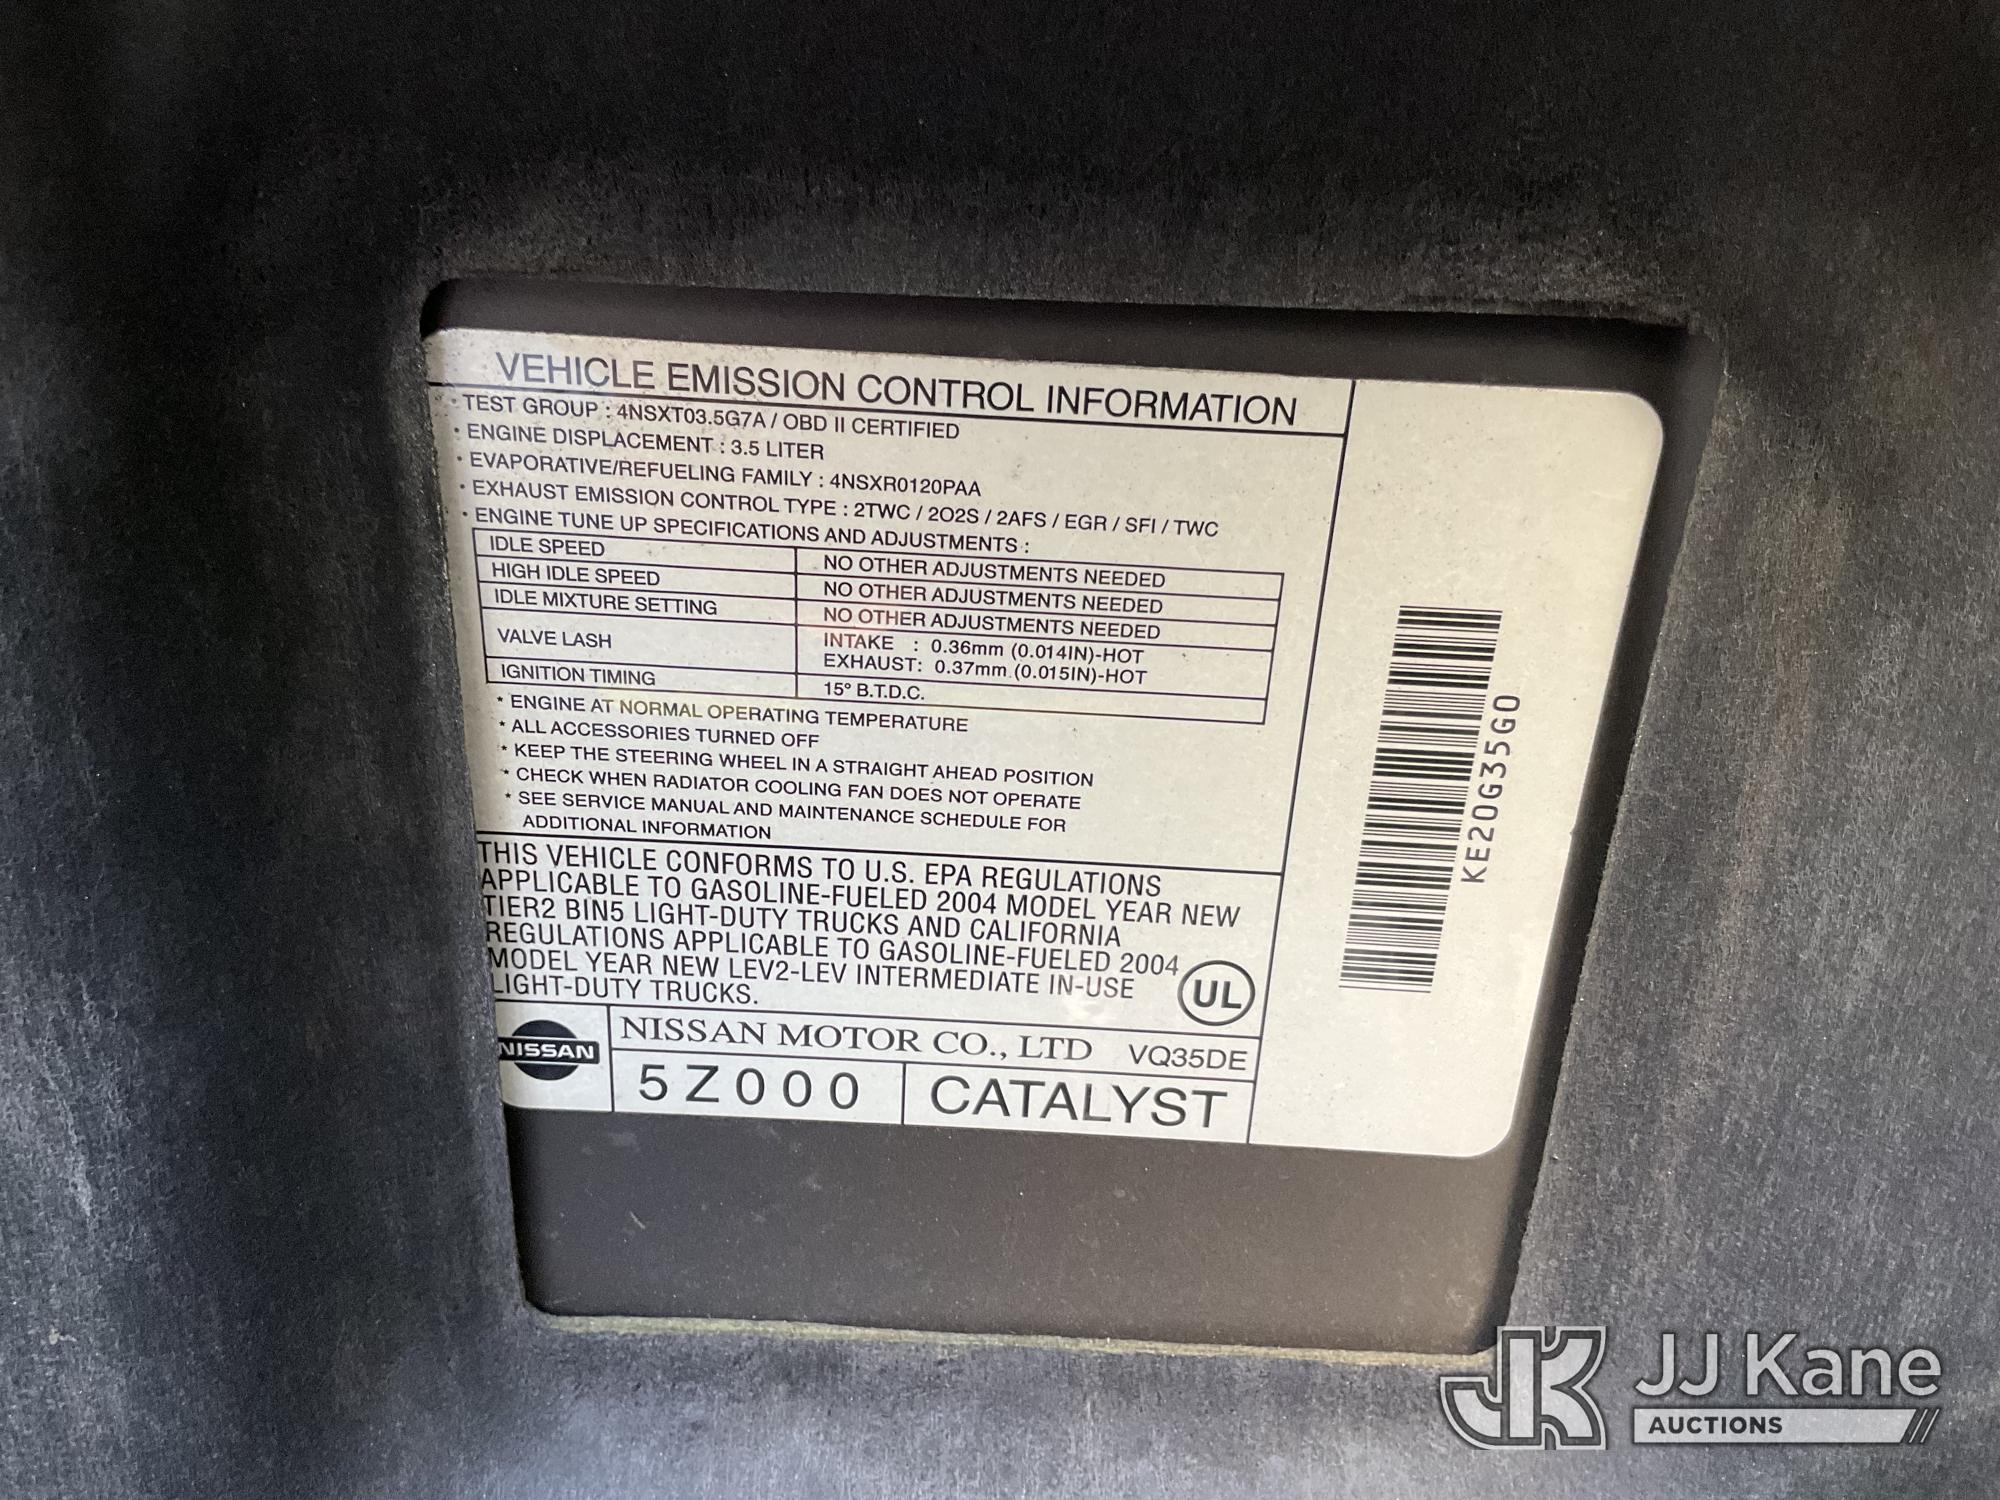 VEHICLE EMISSION CONTROL INFORMATION
・TEST GROUP : 4NSXT03.5G7A / OBD II CERTIFIED
・ENGINE DISPLACEMENT : 3.5 LITER
・EVAPORATIVE/REFUELING FAMILY : 4NSXR0120PAA
・EXHAUST EMISSION CONTROL TYPE : 2TWC / 2O2S / 2AFS / EGR / SFI / TWC
・ENGINE TUNE UP SPECIFICATIONS AND ADJUSTMENTS :
IDLE SPEED NO OTHER ADJUSTMENTS NEEDED
HIGH IDLE SPEED NO OTHER ADJUSTMENTS NEEDED
IDLE MIXTURE SETTING NO OTHER ADJUSTMENTS NEEDED
VALVE LASH INTAKE : 0.36mm (0.014IN)-HOT
EXHAUST: 0.37mm (0.015IN)-HOT
IGNITION TIMING 15° B.T.D.C.
* ENGINE AT NORMAL OPERATING TEMPERATURE
* ALL ACCESSORIES TURNED OFF
* KEEP THE STEERING WHEEL IN A STRAIGHT AHEAD POSITION
* CHECK WHEN RADIATOR COOLING FAN DOES NOT OPERATE
* SEE SERVICE MANUAL AND MAINTENANCE SCHEDULE FOR
ADDITIONAL INFORMATION
THIS VEHICLE CONFORMS TO U.S. EPA REGULATIONS
APPLICABLE TO GASOLINE-FUELED 2004 MODEL YEAR NEW
TIER2 BIN5 LIGHT-DUTY TRUCKS AND CALIFORNIA
REGULATIONS APPLICABLE TO GASOLINE-FUELED 2004
MODEL YEAR NEW LEV2-LEV INTERMEDIATE IN-USE
LIGHT-DUTY TRUCKS.
UL
NISSAN
NISSAN MOTOR CO., LTD VQ35DE
5Z000 CATALYST
KE20G35G0
JK JJ Kane
AUCTIONS